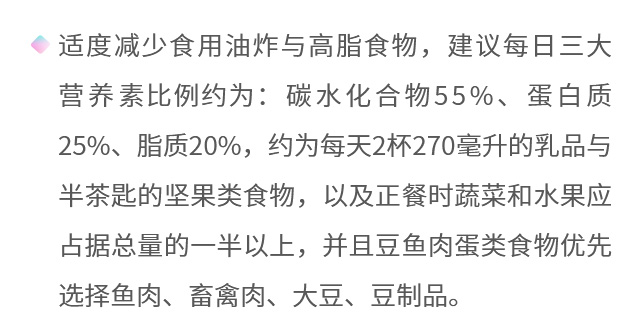 适度减少食用油炸与高脂食物，建议每日三大
营养素比例约为：碳水化合物55%、蛋白质
25%、脂质20%，约为每天2杯270毫升的乳品与
半茶匙的坚果类食物，以及正餐时蔬菜和水果应
占据总量的一半以上，并且豆鱼肉蛋类食物优先
选择鱼肉、畜禽肉、大豆、豆制品。